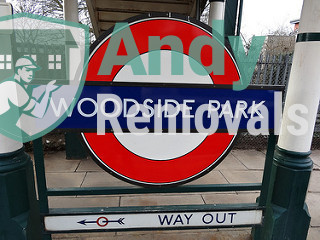 Andy
Removals
WOODSIDE PARK
WAY OUT